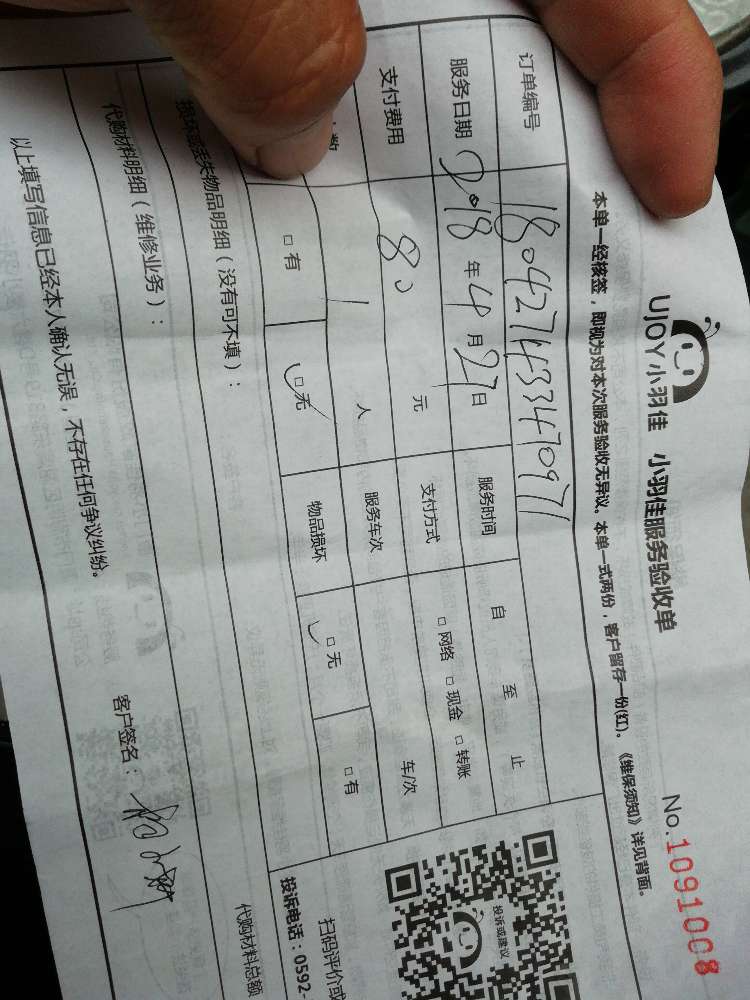 UJOY小羽佳 小羽佳服务验收单 No.1091008
本单一经核签，即视为对本次服务验收无异议。本单一式两份，客户留存一份(红)。《维保须知》详见背面。
订单编号 180427433470971
服务日期 2018年4月27日 服务时间 自 至 止
支付费用 80 元 支付方式 □网络 □现金 □转账
数 1 人 服务车次 车/次
□有 □无 物品损坏 □无 □有
损坏或丢失物品明细（没有可不填）：
代购材料明细（维修业务）： 代购材料总额
以上填写信息已经本人确认无误，不存在任何争议纠纷。 客户签名：
投诉或建议
扫码评价或
投诉电话：0592-